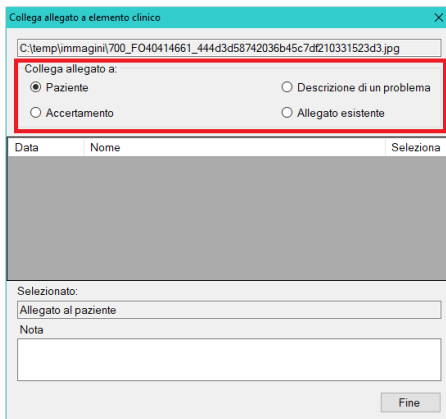 Collega allegato a elemento clinico
C:\temp\immagini\700_FO40414661_444d3d58742036b45c7df210331523d3.jpg
Collega allegato a:
Paziente Descrizione di un problema
Accertamento Allegato esistente
Data Nome Seleziona
Selezionato:
Allegato al paziente
Nota
Fine